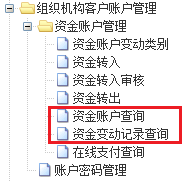 组织机构客户账户管理
资金账户管理
资金账户变动类别
资金转入
资金转入审核
资金转出
资金账户查询
资金变动记录查询
在线支付查询
账户密码管理